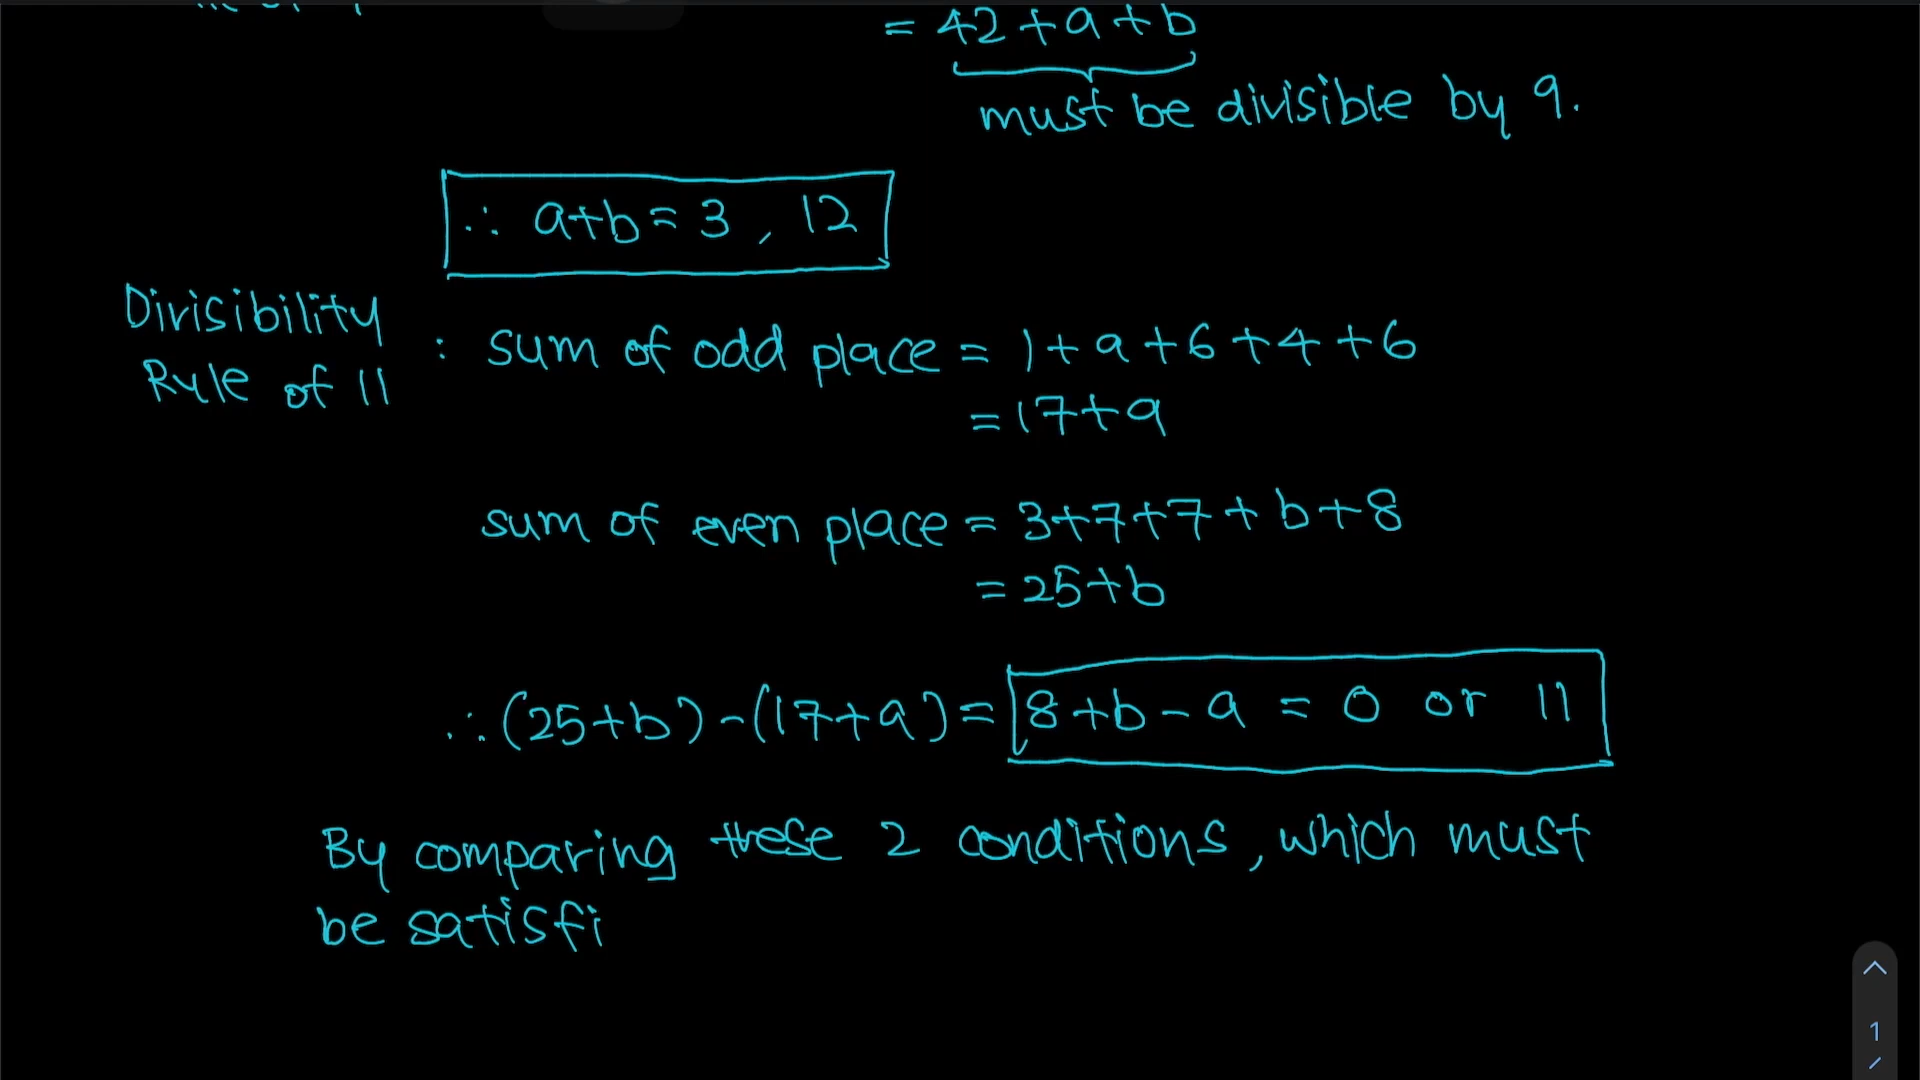 = 42 + a + b
must be divisible by 9.
∴ a+b = 3 , 12
Divisibility
Rule of 11
: sum of odd place = 1 + a + 6 + 4 + 6
= 17 + a
sum of even place = 3+7+7+b+8
= 25+b
∴ (25+b) - (17+a) = 8+b-a = 0 or 11
By comparing these 2 conditions, which must
be satisfi
1